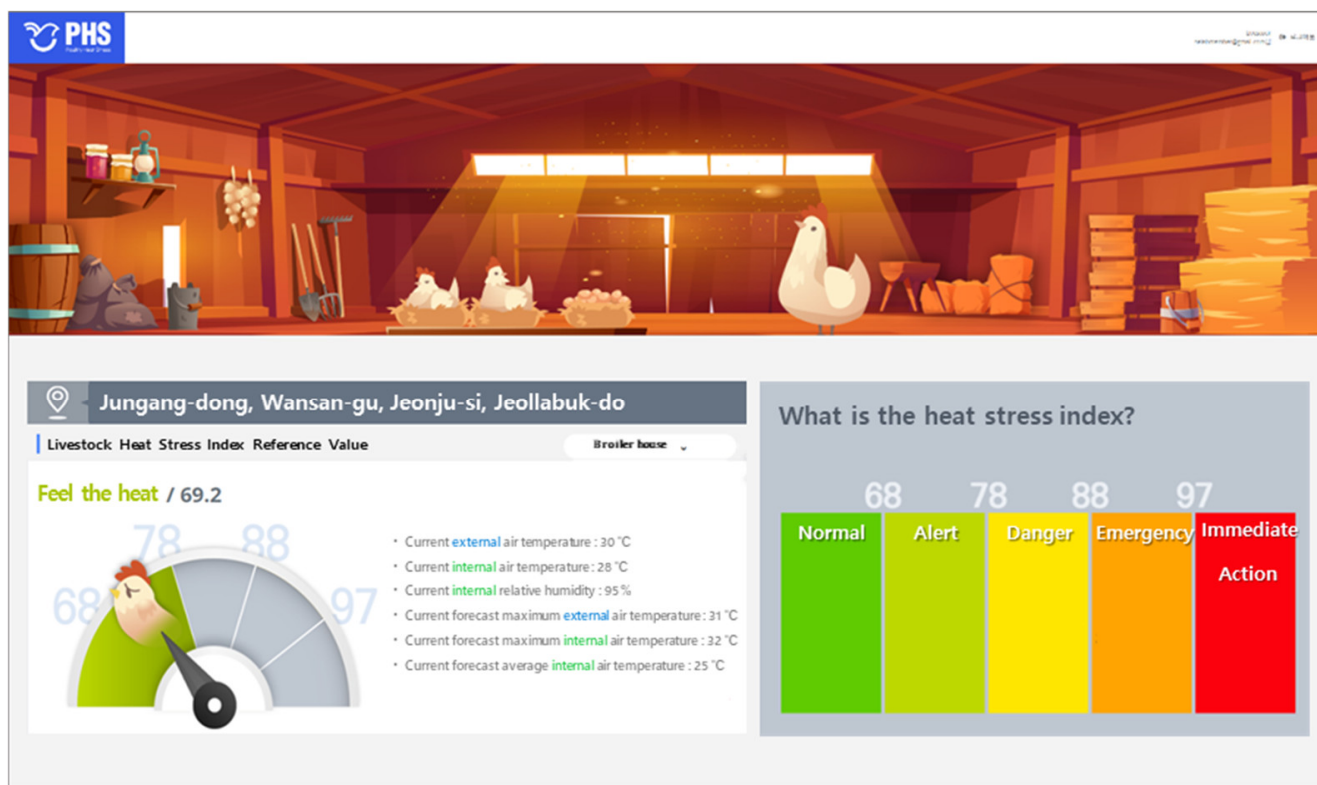 PHS
Poultry Heat Stress
Jungang-dong, Wansan-gu, Jeonju-si, Jeollabuk-do
Livestock Heat Stress Index Reference Value
Broiler house
Feel the heat / 69.2
68
78
88
97
• Current external air temperature : 30 ℃
• Current internal air temperature : 28 ℃
• Current internal relative humidity : 95 %
• Current forecast maximum external air temperature : 31 ℃
• Current forecast maximum internal air temperature : 32 ℃
• Current forecast average internal air temperature : 25 ℃
What is the heat stress index?
68 78 88 97
Normal
Alert
Danger
Emergency
Immediate
Action